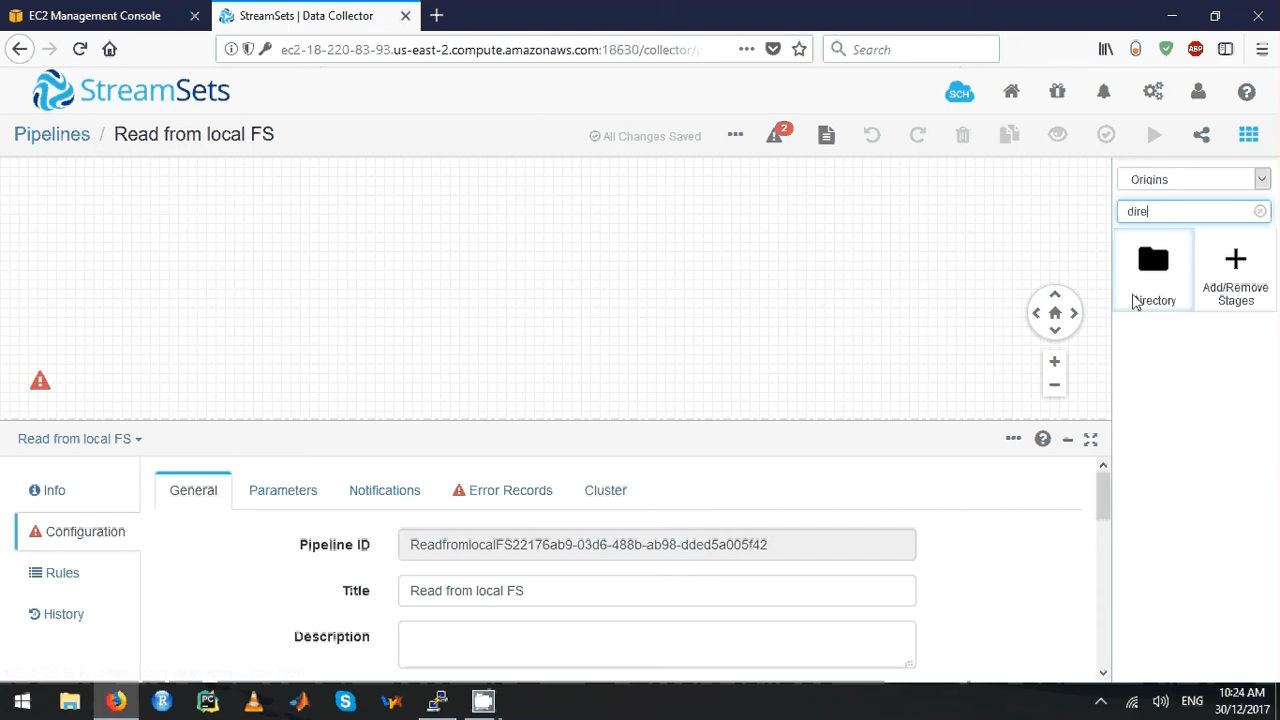 EC2 Management Console
StreamSets | Data Collector
ec2-18-220-83-93.us-east-2.compute.amazonaws.com:18630/collector/
Search
ABP
StreamSets
SCH
Pipelines / Read from local FS
All Changes Saved
2
Origins
dire
Directory
Add/Remove
Stages
Read from local FS
Info
Configuration
Rules
History
General
Parameters
Notifications
Error Records
Cluster
Pipeline ID
ReadfromlocalFS22176ab9-03d6-488b-ab98-dded5a005f42
Title
Read from local FS
Description
ENG
10:24 AM
30/12/2017